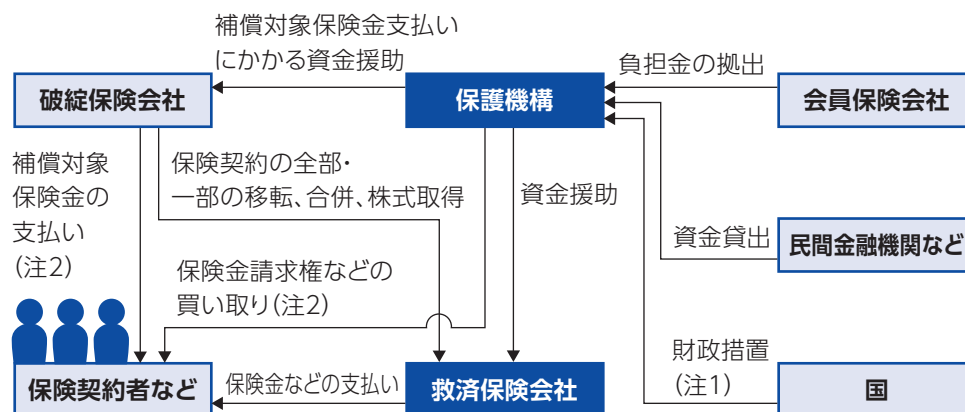 補償対象保険金支払い
にかかる資金援助
負担金の拠出
破綻保険会社
保護機構
会員保険会社
補償対象
保険金の
支払い
(注2)
保険契約の全部・
一部の移転、合併、株式取得
資金援助
資金貸出
民間金融機関など
保険金請求権などの
買い取り(注2)
財政措置
(注1)
保険契約者など
保険金などの支払い
救済保険会社
国